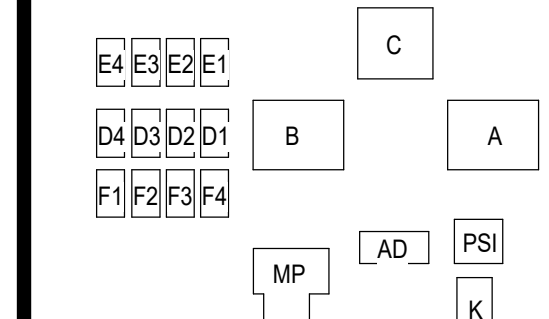 C
E4 E3 E2 E1
D4 D3 D2 D1
B
A
F1 F2 F3 F4
AD
PSI
MP
K